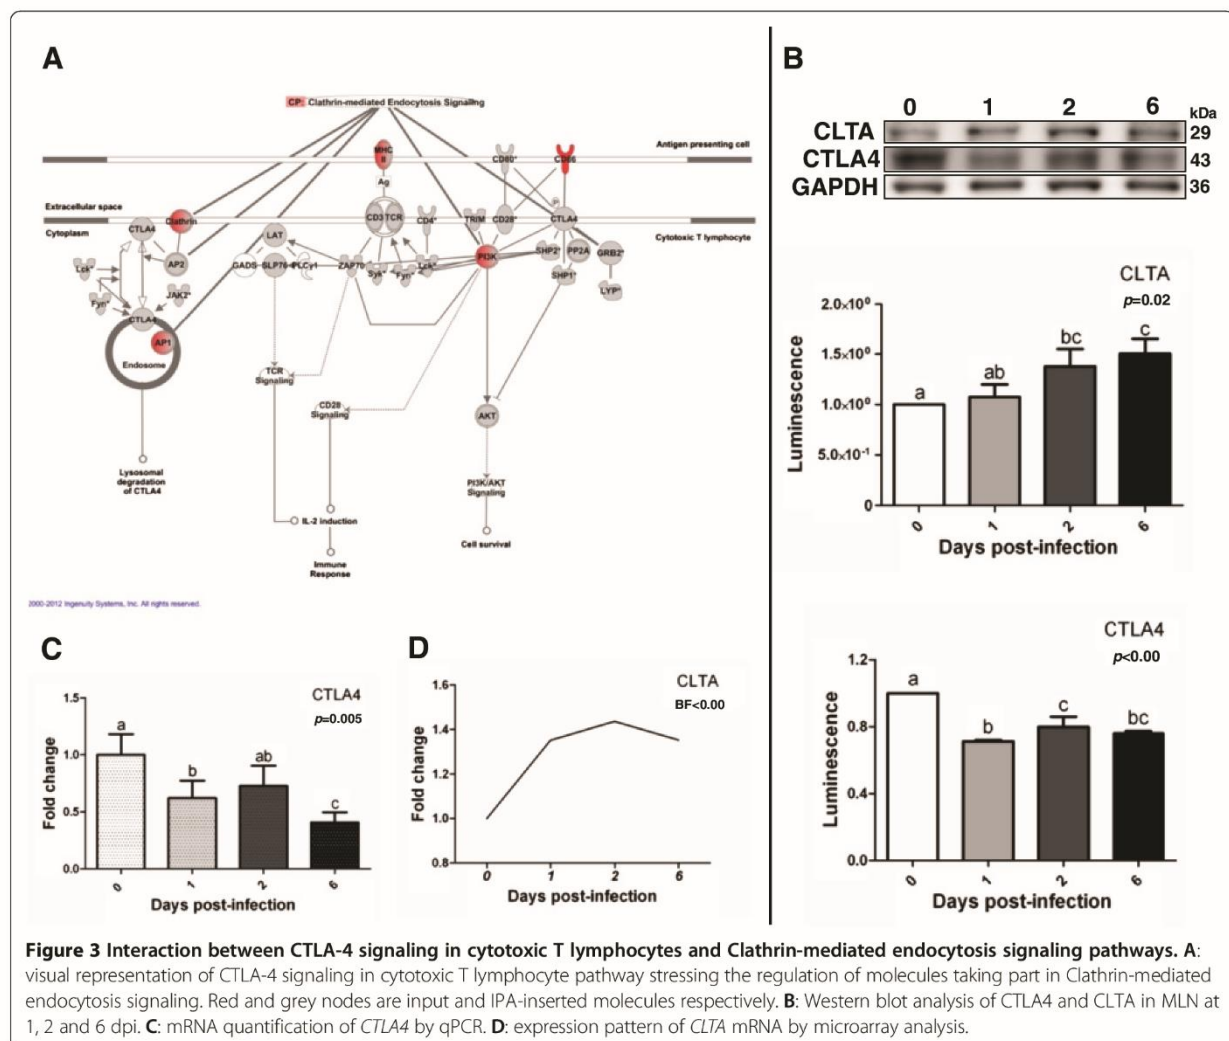 A
CP: Clathrin-mediated Endocytosis Signaling
MHC II
CD80*
CD86
Antigen presenting cell
Ag
Extracellular space
Cytoplasm
Cytotoxic T lymphocyte
CTLA4
Clathrin
AP2
LAT
CD3
TCR
CD4*
TRIM
CD28*
CTLA4
SHP2*
PP2A
GRB2*
Lck*
GADS
SLP76
PLCγ1
ZAP70
Syk*
Fyn*
Lck*
PI3K
SHP1*
LYP*
Fyn*
JAK2*
CTLA4
AP1
Endosome
TCR
Signaling
CD28
Signaling
AKT
Lysosomal
degradation
of CTLA4
PI3K/AKT
Signaling
IL-2 induction
Cell survival
Immune
Response
2000-2012 Ingenuity Systems, Inc. All rights reserved.
B
0 1 2 6 kDa
CLTA 29
CTLA4 43
GAPDH 36
CLTA
p=0.02
2.0×10⁰
1.5×10⁰
1.0×10⁰
5.0×10⁻¹
0
Luminescence
a ab bc c
0 1 2 6
Days post-infection
CTLA4
p<0.00
1.2
0.8
0.4
0.0
Luminescence
a b c bc
0 1 2 6
Days post-infection
C
CTLA4
p=0.005
1.5
1.0
0.5
0.0
Fold change
a b ab c
0 1 2 6
Days post-infection
D
CLTA
BF<0.00
1.6
1.4
1.2
1.0
0.8
Fold change
0 1 2 6
Days post-infection
Figure 3 Interaction between CTLA-4 signaling in cytotoxic T lymphocytes and Clathrin-mediated endocytosis signaling pathways. A:
visual representation of CTLA-4 signaling in cytotoxic T lymphocyte pathway stressing the regulation of molecules taking part in Clathrin-mediated
endocytosis signaling. Red and grey nodes are input and IPA-inserted molecules respectively. B: Western blot analysis of CTLA4 and CLTA in MLN at
1, 2 and 6 dpi. C: mRNA quantification of CTLA4 by qPCR. D: expression pattern of CLTA mRNA by microarray analysis.